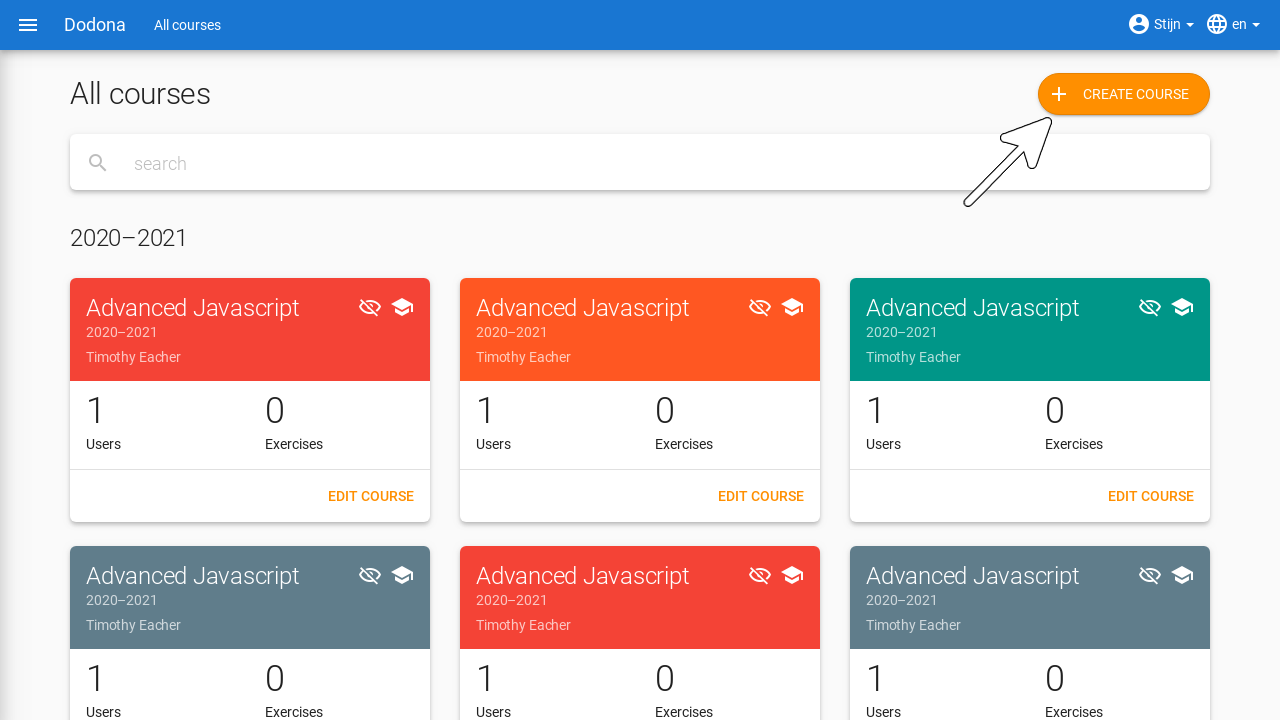 Dodona All courses Stijn en
All courses
CREATE COURSE
search
2020–2021
Advanced Javascript
2020–2021
Timothy Eacher
1 0
Users Exercises
EDIT COURSE
Advanced Javascript
2020–2021
Timothy Eacher
1 0
Users Exercises
EDIT COURSE
Advanced Javascript
2020–2021
Timothy Eacher
1 0
Users Exercises
EDIT COURSE
Advanced Javascript
2020–2021
Timothy Eacher
1 0
Users Exercises
Advanced Javascript
2020–2021
Timothy Eacher
1 0
Users Exercises
Advanced Javascript
2020–2021
Timothy Eacher
1 0
Users Exercises